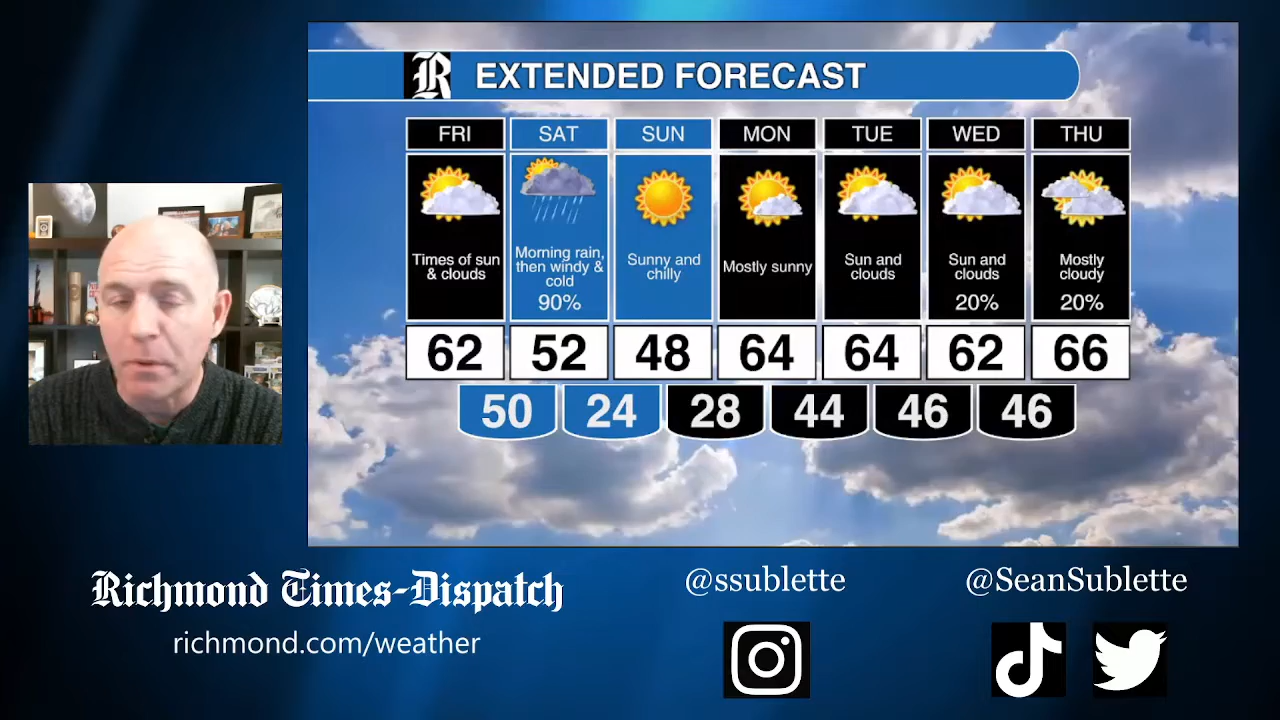 R EXTENDED FORECAST
FRI SAT SUN MON TUE WED THU
Times of sun
& clouds
Morning rain,
then windy &
cold
90%
Sunny and
chilly
Mostly sunny
Sun and
clouds
Sun and
clouds
20%
Mostly
cloudy
20%
62 52 48 64 64 62 66
50 24 28 44 46 46
Richmond Times-Dispatch
richmond.com/weather
@ssublette
@SeanSublette